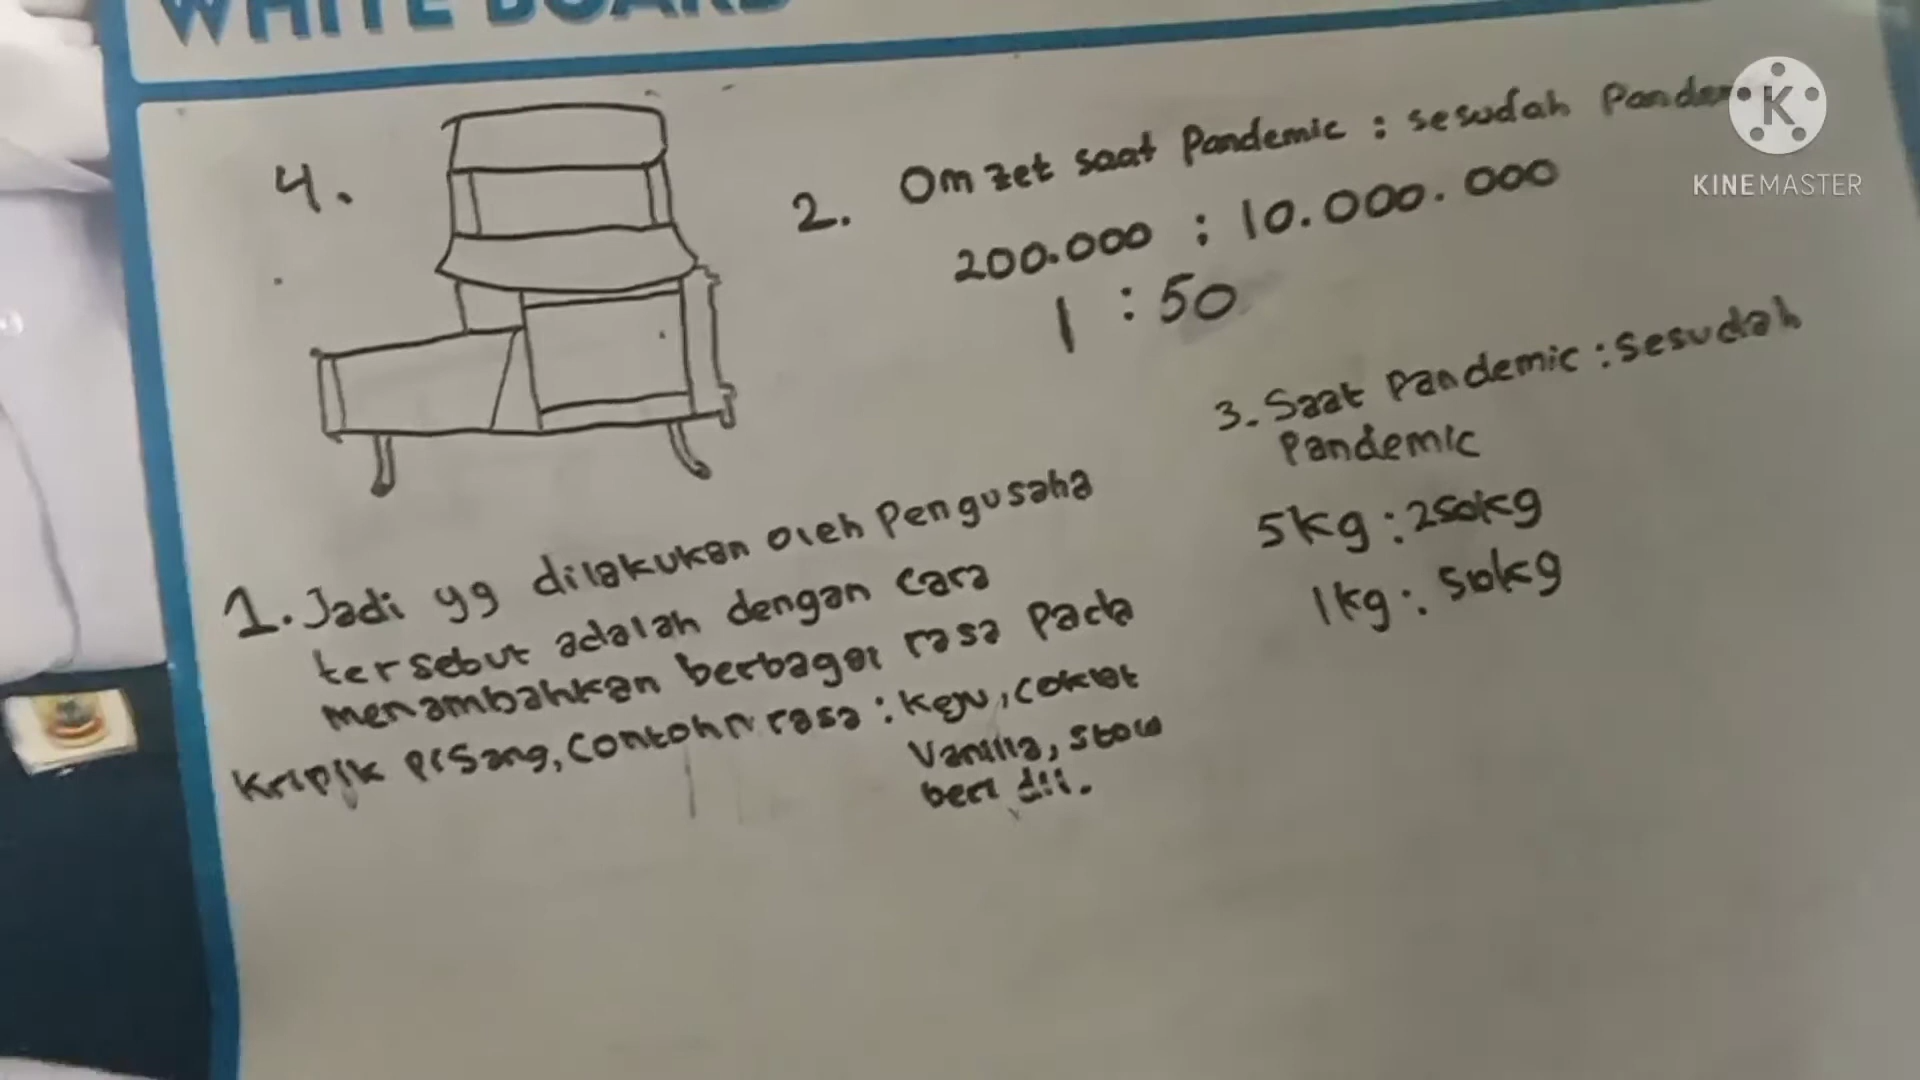 WHITE BOARD
4.
2. Omzet saat Pandemic : sesudah Pandem
200.000 : 10.000.000
1 : 50
3. Saat Pandemic : Sesudah
Pandemic
5kg : 250kg
1kg : 50kg
1. Jadi yg dilakukan oleh Pengusaha
tersebut adalah dengan cara
menambahkan berbagai rasa Pada
Kripik Pisang, Contohn rasa : Keju, Coklat
Vanilla, Stow
beri dll.
K
KINEMASTER